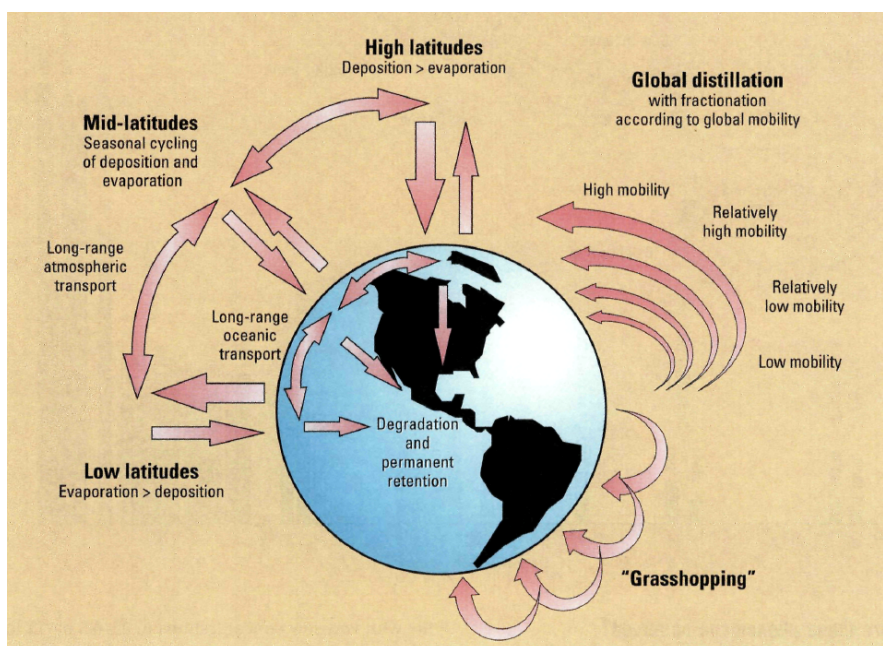 High latitudes
Deposition > evaporation
Global distillation
with fractionation
according to global mobility
Mid-latitudes
Seasonal cycling
of deposition and
evaporation
High mobility
Relatively
high mobility
Long-range
atmospheric
transport
Relatively
low mobility
Long-range
oceanic
transport
Low mobility
Degradation
and
permanent
retention
Low latitudes
Evaporation > deposition
“Grasshopping”